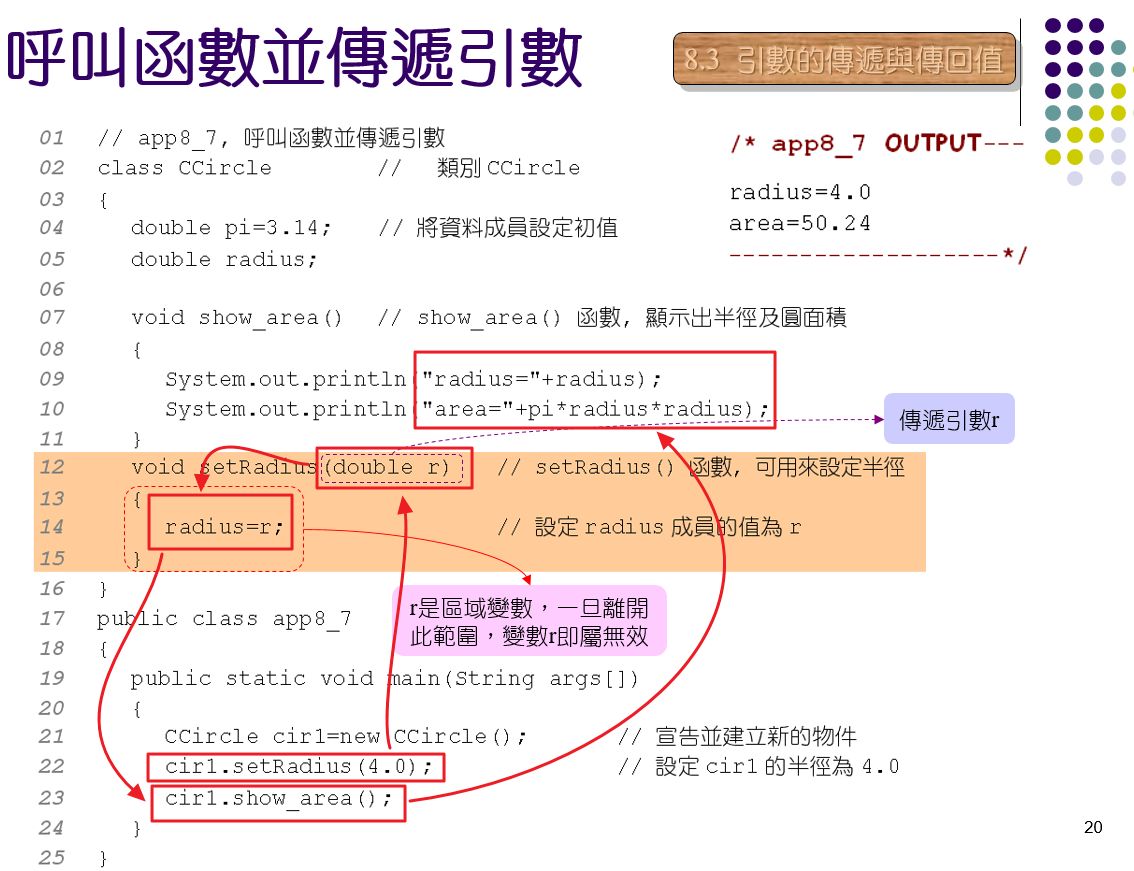 呼叫函數並傳遞引數
8.3 引數的傳遞與傳回值
01 // app8_7, 呼叫函數並傳遞引數
02 class CCircle // 類別 CCircle
03 {
04 double pi=3.14; // 將資料成員設定初值
05 double radius;
06
07 void show_area() // show_area() 函數, 顯示出半徑及圓面積
08 {
09 System.out.println("radius="+radius);
10 System.out.println("area="+pi*radius*radius);
11 }
12 void setRadius(double r) // setRadius() 函數, 可用來設定半徑
13 {
14 radius=r; // 設定 radius 成員的值為 r
15 }
16 }
17 public class app8_7
18 {
19 public static void main(String args[])
20 {
21 CCircle cir1=new CCircle(); // 宣告並建立新的物件
22 cir1.setRadius(4.0); // 設定 cir1 的半徑為 4.0
23 cir1.show_area();
24 }
25 }
/* app8_7 OUTPUT---
radius=4.0
area=50.24
-------------------*/
傳遞引數r
r是區域變數，一旦離開
此範圍，變數r即屬無效
20